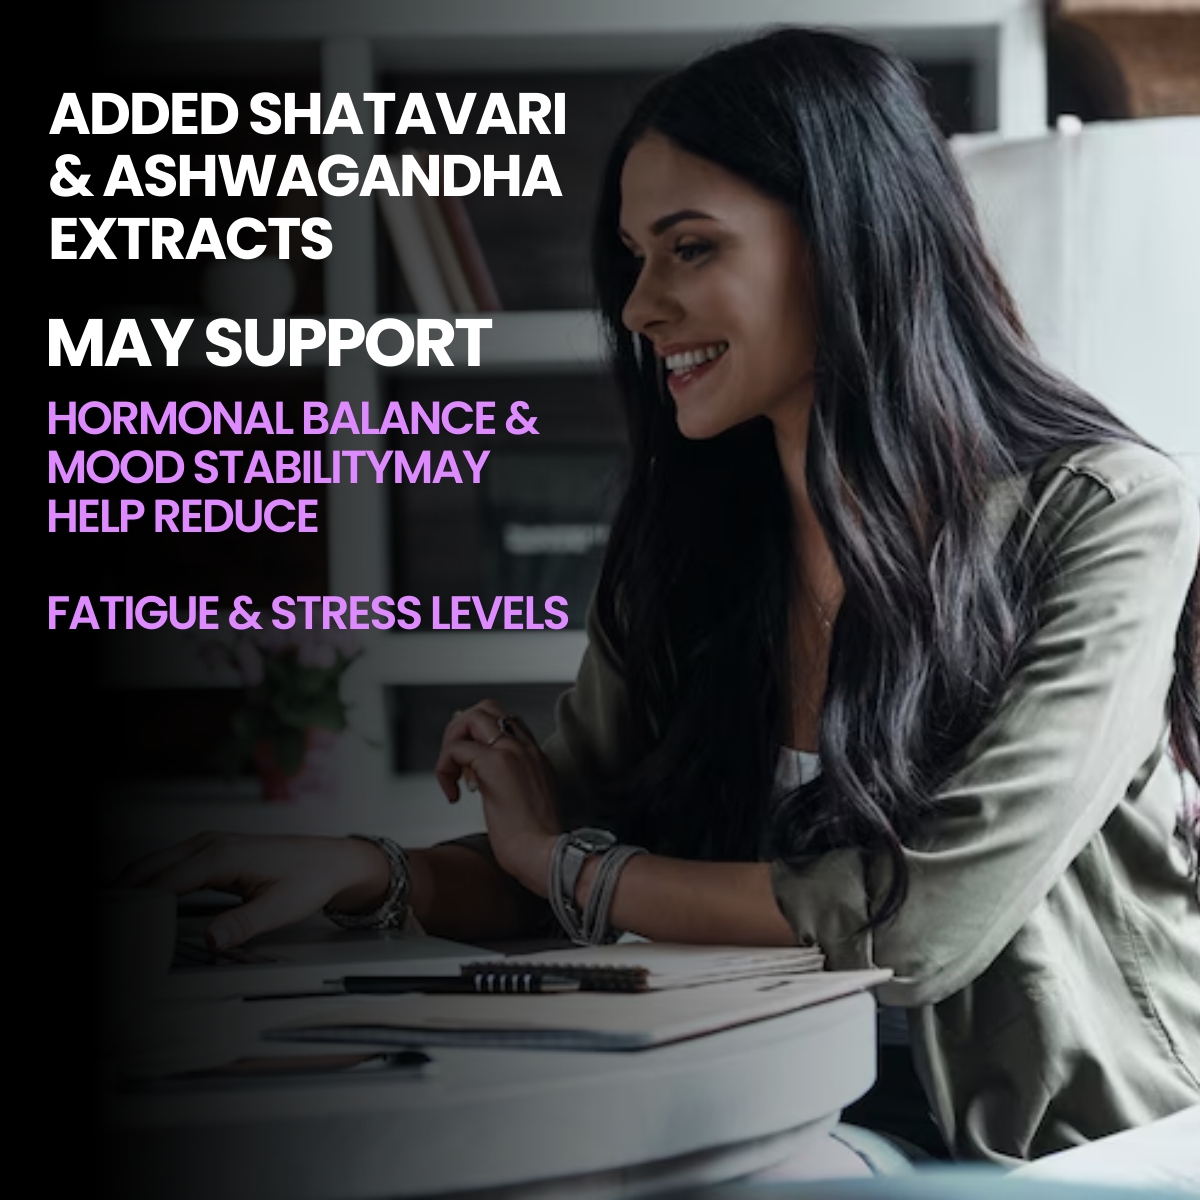 ADDED SHATAVARI
& ASHWAGANDHA
EXTRACTS
MAY SUPPORT
HORMONAL BALANCE &
MOOD STABILITYMAY
HELP REDUCE
FATIGUE & STRESS LEVELS